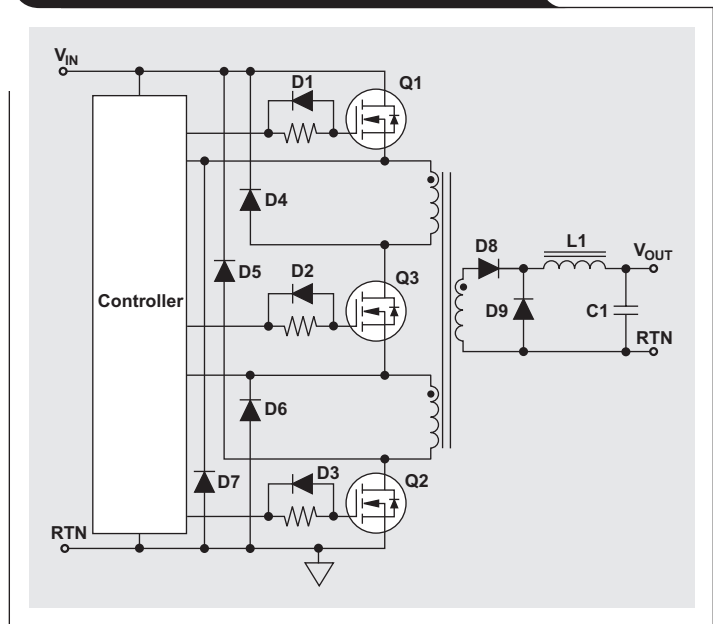 V_IN
D1
Q1
D4
D8
L1
V_OUT
D5
D2
Q3
Controller
D9
C1
RTN
D6
D3
D7
Q2
RTN